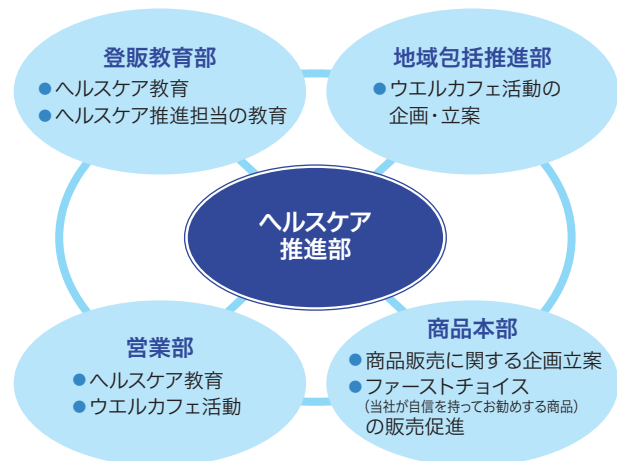 登販教育部
●ヘルスケア教育
●ヘルスケア推進担当の教育
地域包括推進部
●ウエルカフェ活動の
企画・立案
ヘルスケア
推進部
営業部
●ヘルスケア教育
●ウエルカフェ活動
商品本部
●商品販売に関する企画立案
●ファーストチョイス
(当社が自信を持ってお勧めする商品)
の販売促進